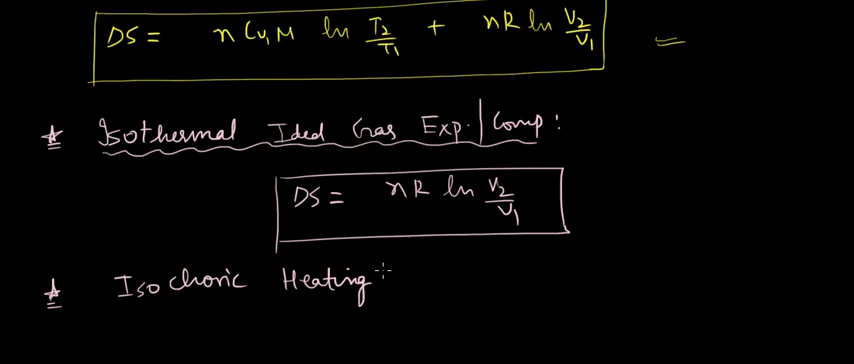 DS = n Cv,M ln T2/T1 + nR ln V2/V1
* Isothermal Ideal Gas Exp. | Comp :
DS = nR ln V2/V1
* Isochoric Heating